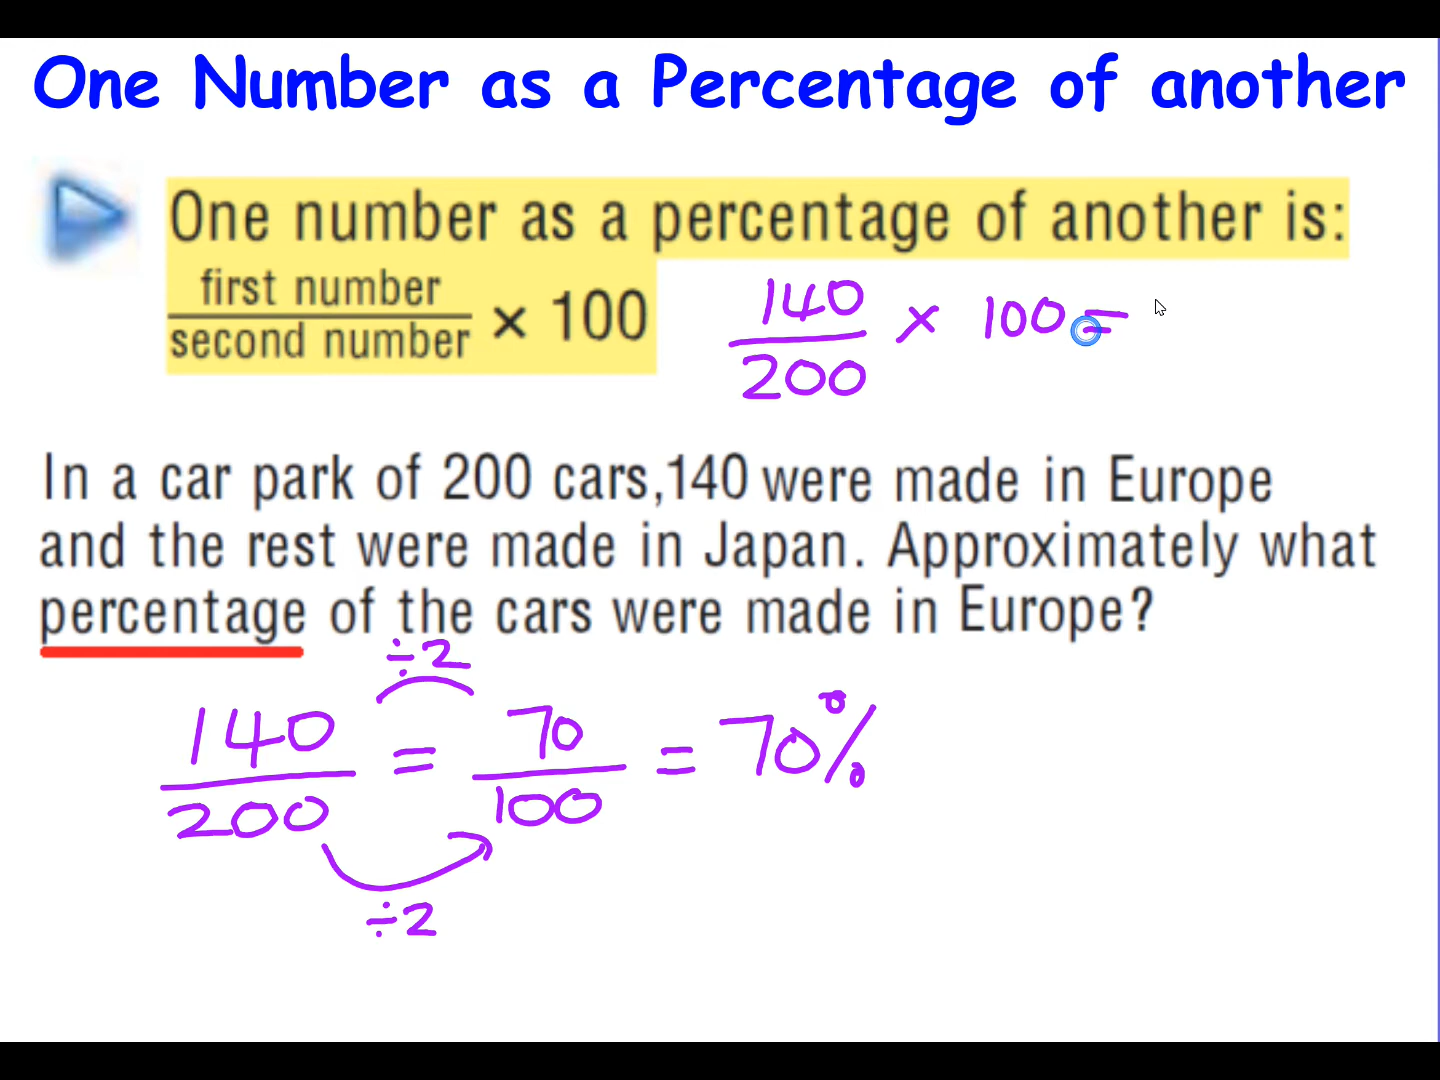 One Number as a Percentage of another
One number as a percentage of another is:
first number
second number × 100
140
200 × 100 =
In a car park of 200 cars,140 were made in Europe
and the rest were made in Japan. Approximately what
percentage of the cars were made in Europe?
÷2
140
200 = 70
100 = 70%
÷2